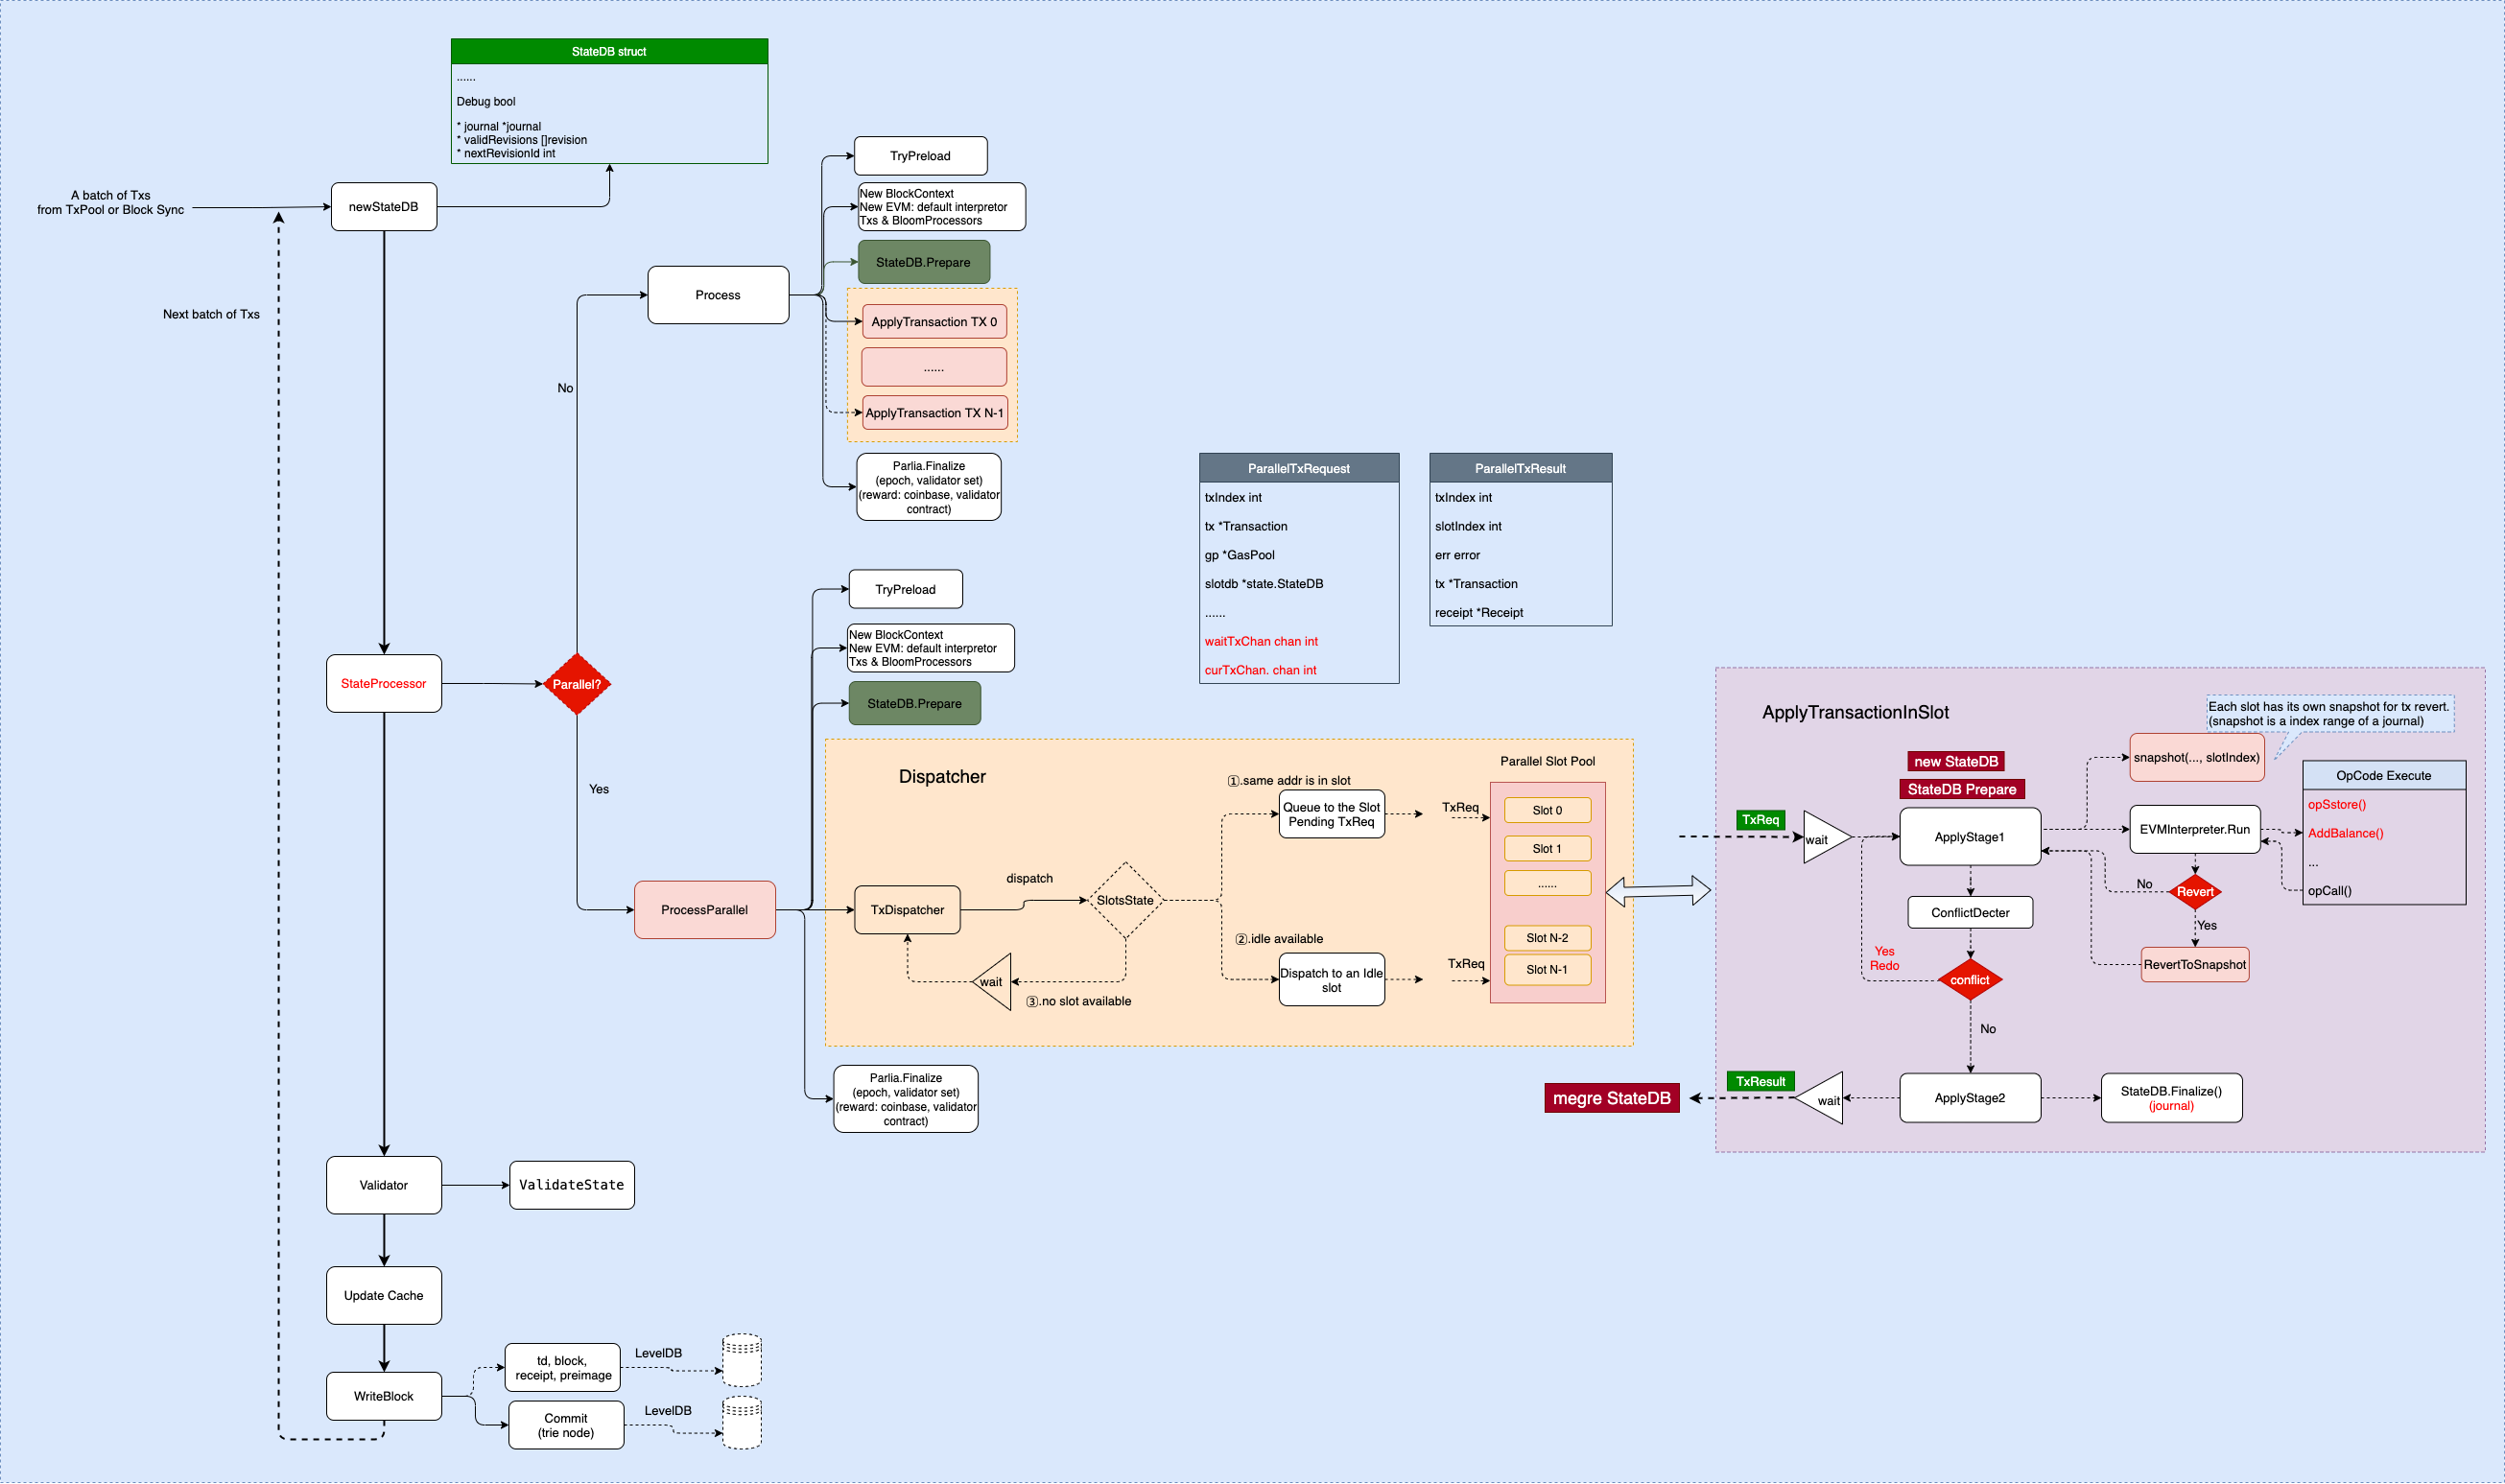 StateDB struct
......
Debug bool
* journal *journal
* validRevisions []revision
* nextRevisionId int
A batch of Txs
from TxPool or Block Sync
newStateDB
Next batch of Txs
TryPreload
New BlockContext
New EVM: default interpretor
Txs & BloomProcessors
StateDB.Prepare
Process
ApplyTransaction TX 0
......
ApplyTransaction TX N-1
No
Parlia.Finalize
(epoch, validator set)
(reward: coinbase, validator
contract)
ParallelTxRequest
txIndex int
tx *Transaction
gp *GasPool
slotdb *state.StateDB
......
waitTxChan chan int
curTxChan. chan int
ParallelTxResult
txIndex int
slotIndex int
err error
tx *Transaction
receipt *Receipt
StateProcessor
Parallel?
Yes
TryPreload
New BlockContext
New EVM: default interpretor
Txs & BloomProcessors
StateDB.Prepare
ProcessParallel
Dispatcher
TxDispatcher
dispatch
SlotsState
wait
③.no slot available
①.same addr is in slot
Queue to the Slot
Pending TxReq
TxReq
②.idle available
Dispatch to an Idle
slot
TxReq
Parallel Slot Pool
Slot 0
Slot 1
......
Slot N-2
Slot N-1
Parlia.Finalize
(epoch, validator set)
(reward: coinbase, validator
contract)
ApplyTransactionInSlot
Each slot has its own snapshot for tx revert.
(snapshot is a index range of a journal)
new StateDB
StateDB Prepare
snapshot(..., slotIndex)
OpCode Execute
opSstore()
AddBalance()
...
opCall()
TxReq
wait
ApplyStage1
EVMInterpreter.Run
No
Revert
Yes
RevertToSnapshot
ConflictDecter
Yes
Redo
conflict
No
megre StateDB
TxResult
wait
ApplyStage2
StateDB.Finalize()
(journal)
Validator
ValidateState
Update Cache
WriteBlock
td, block,
receipt, preimage
LevelDB
Commit
(trie node)
LevelDB